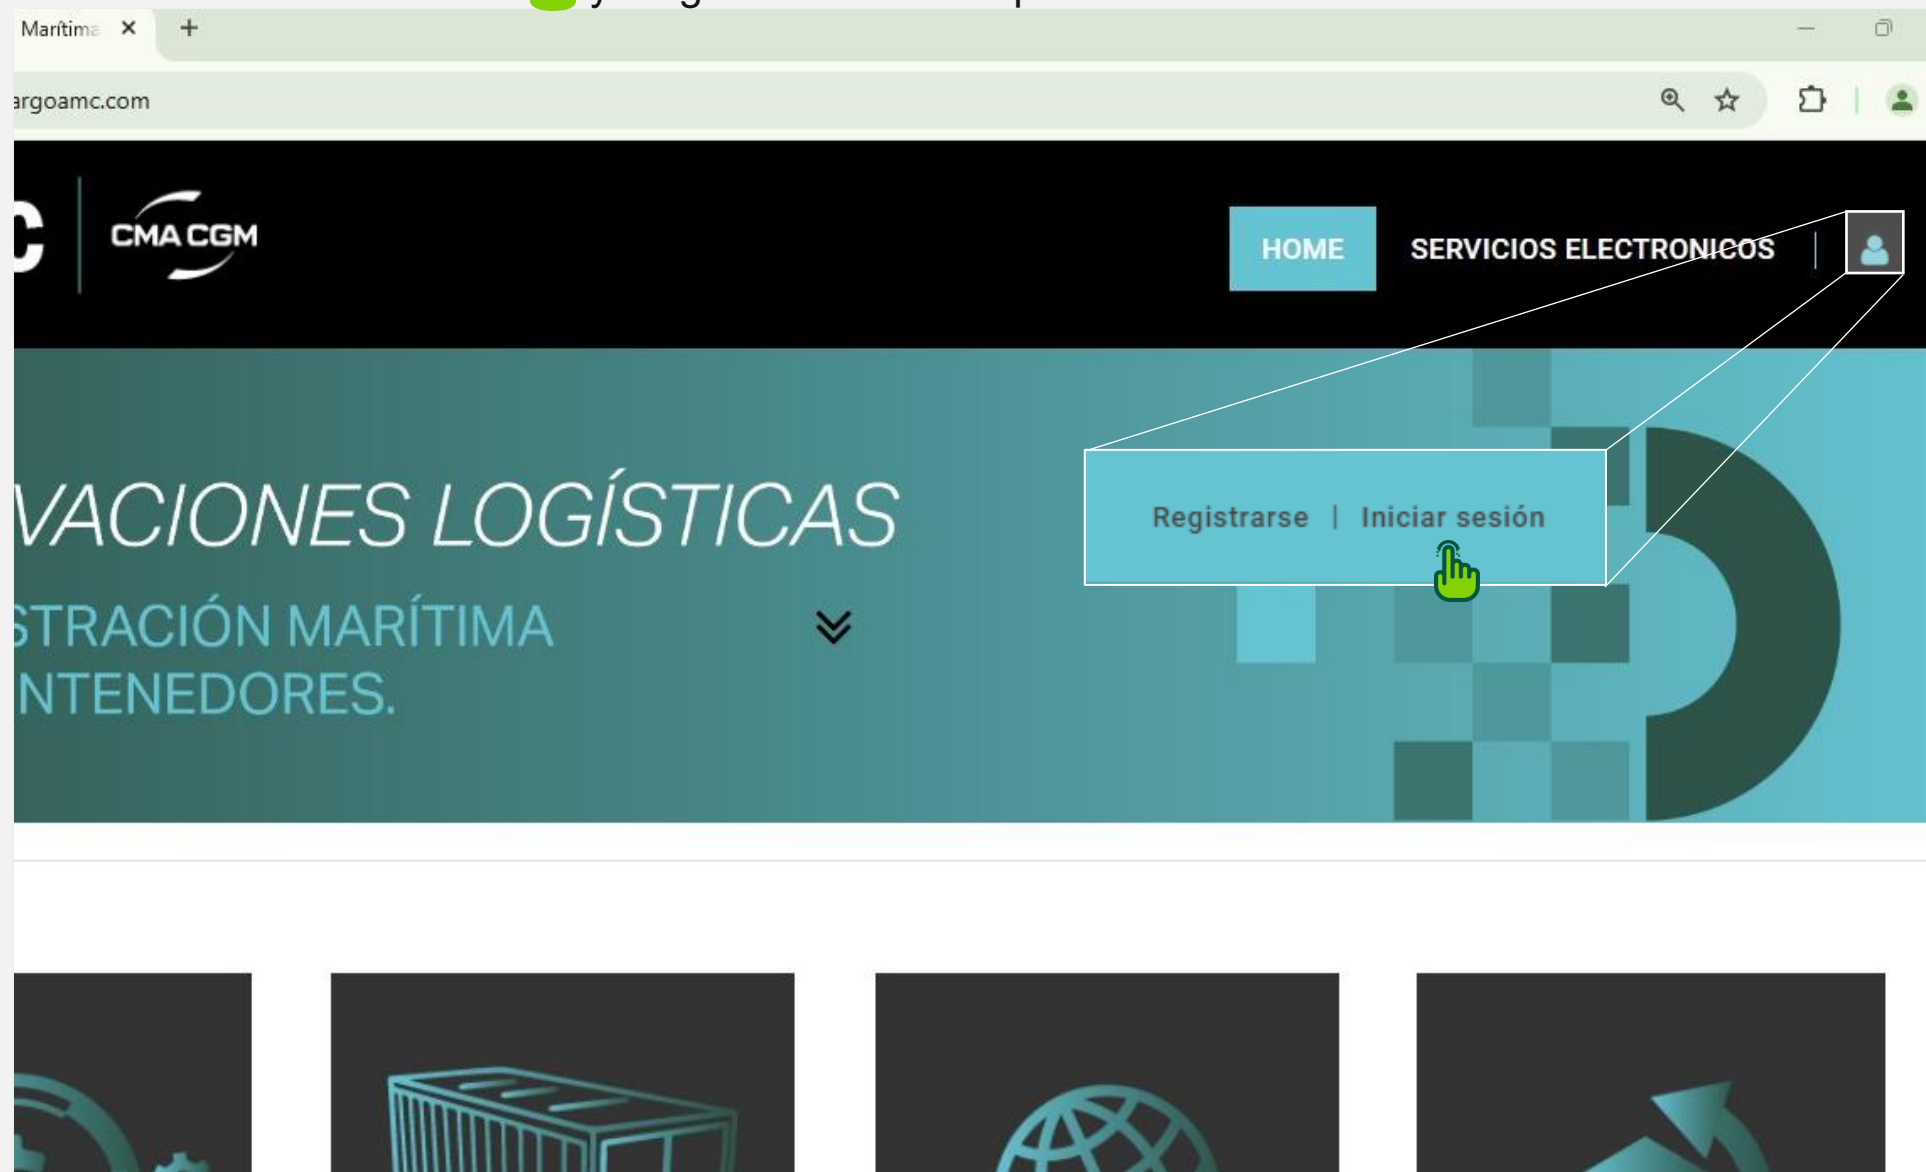 y
Marítima
argoamc.com
C
CMA CGM
HOME
SERVICIOS ELECTRONICOS |
VACIONES LOGÍSTICAS
Registrarse | Iniciar sesión
STRACIÓN MARÍTIMA
NTENEDORES.